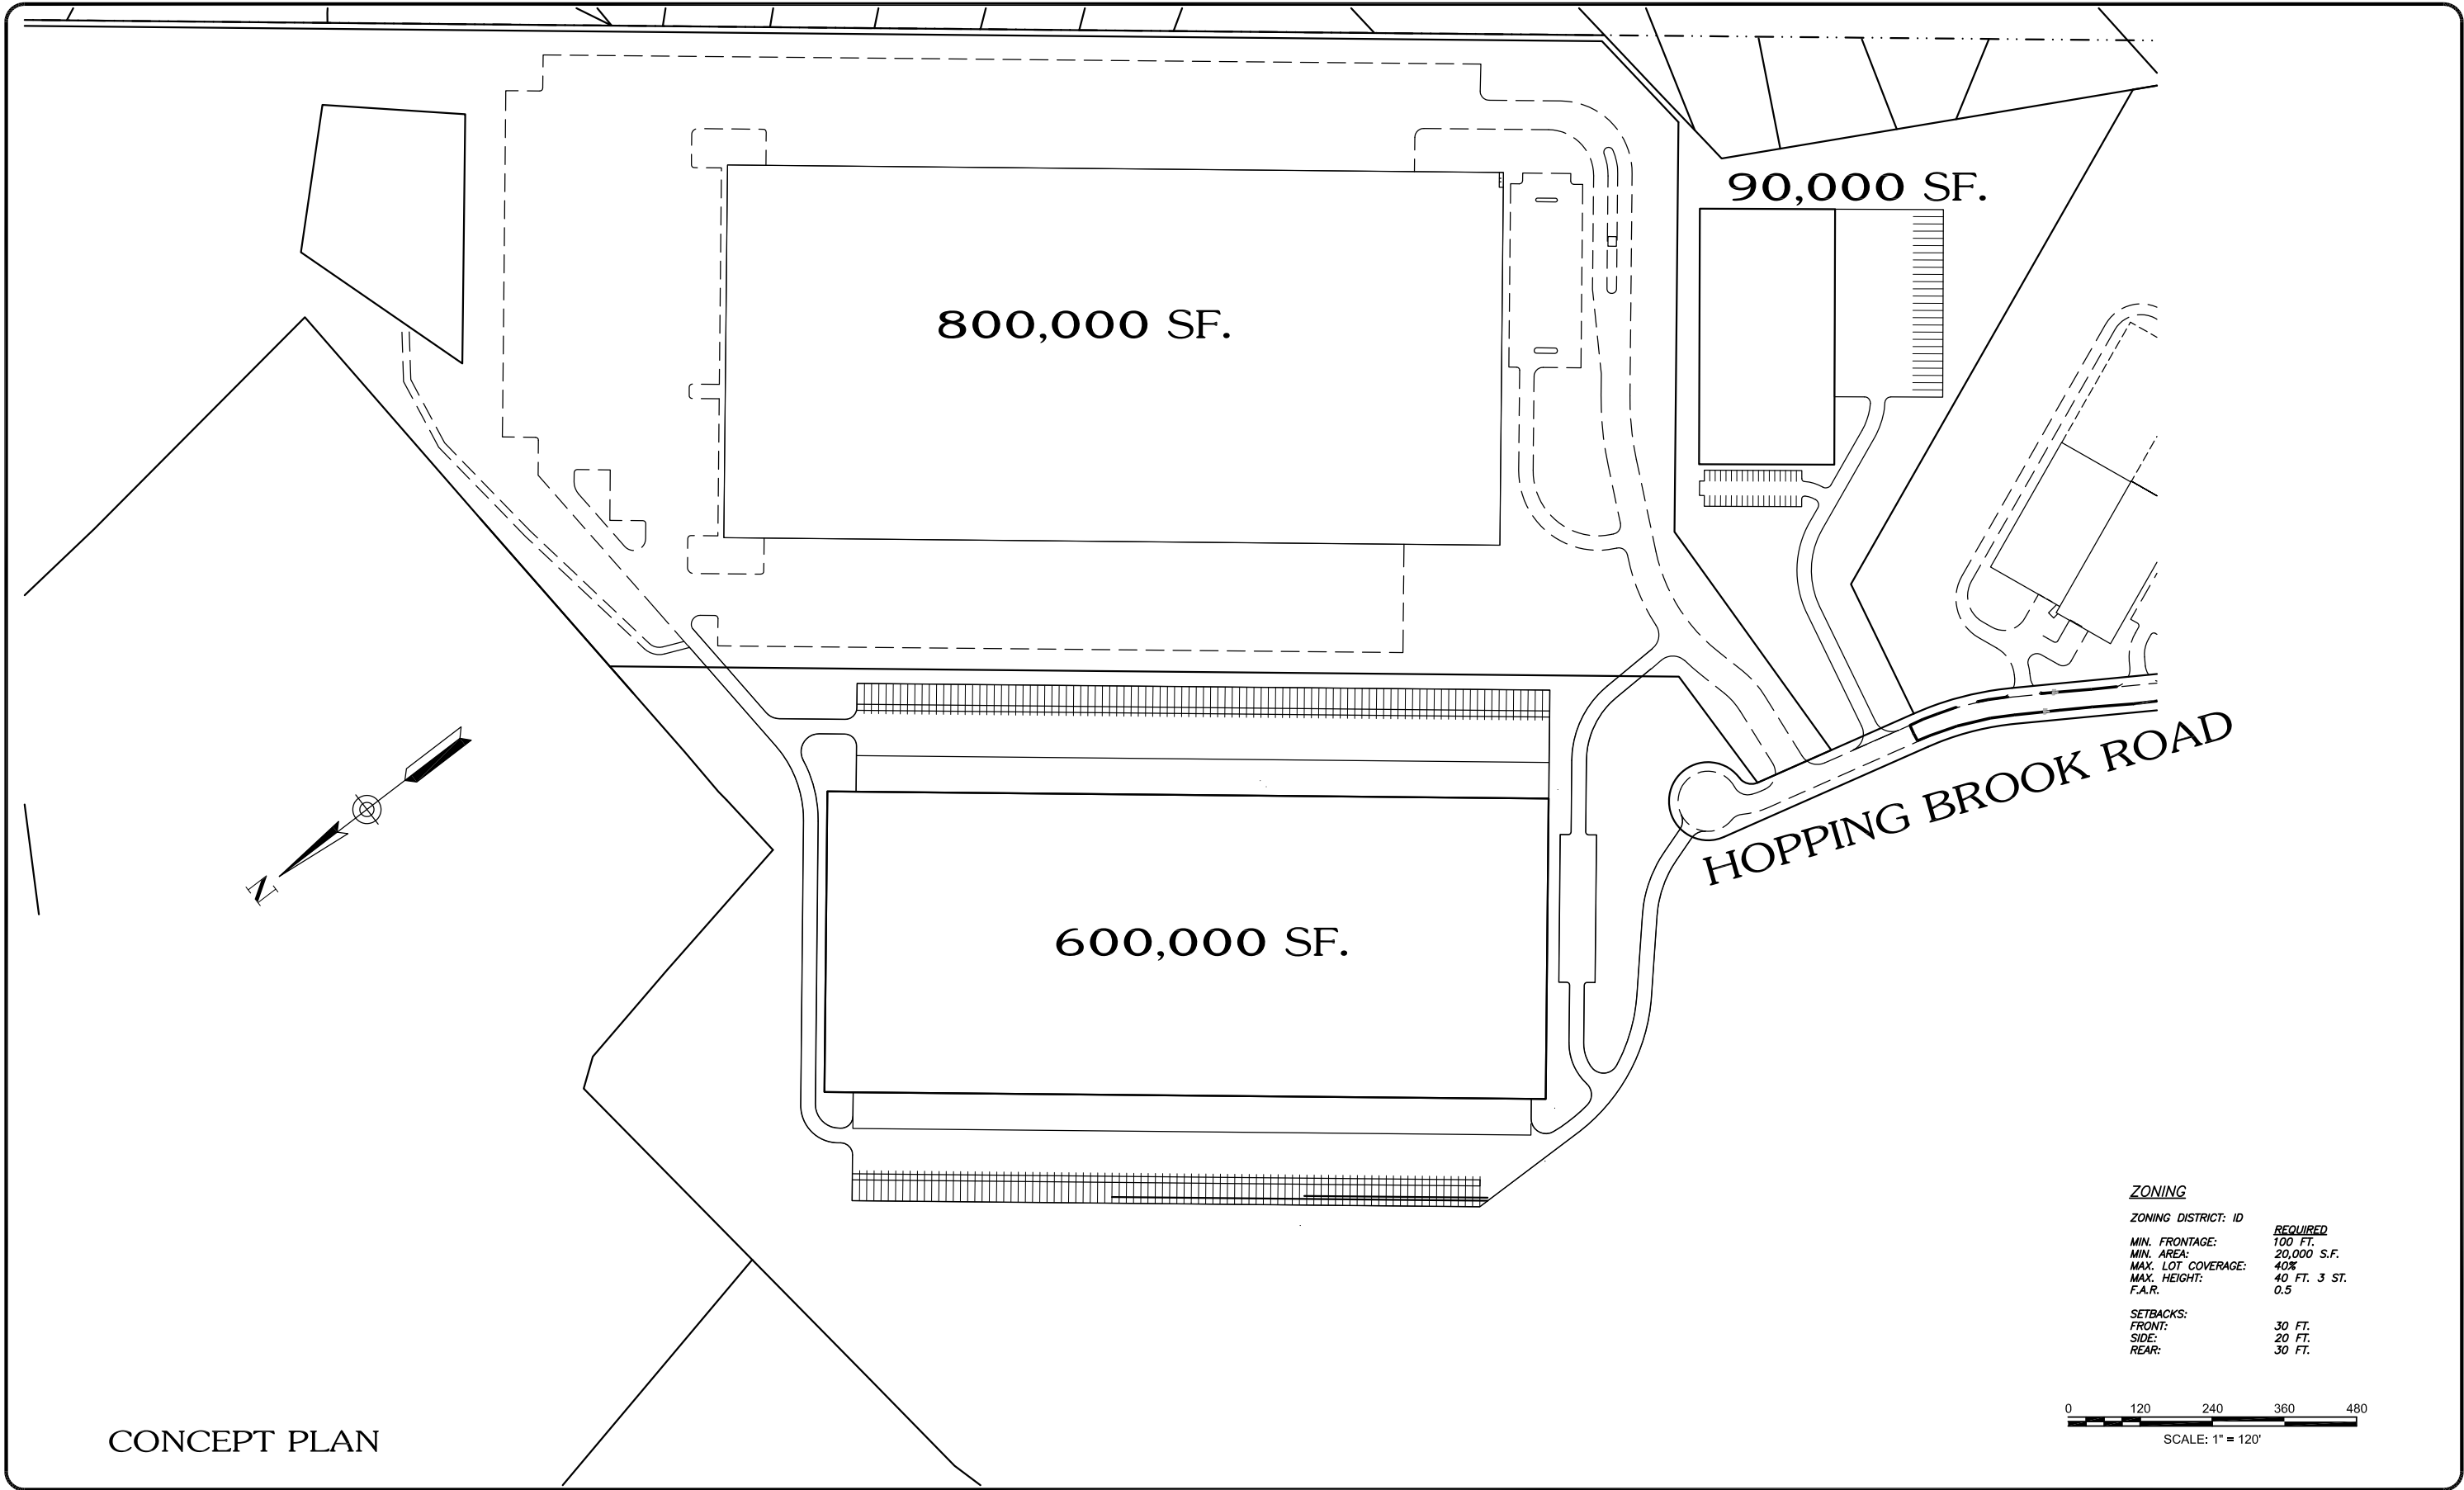 90,000 SF.
800,000 SF.
HOPPING BROOK ROAD
N
600,000 SF.
ZONING
ZONING DISTRICT: ID
REQUIRED
MIN. FRONTAGE: 100 FT.
MIN. AREA: 20,000 S.F.
MAX. LOT COVERAGE: 40%
MAX. HEIGHT: 40 FT. 3 ST.
F.A.R. 0.5
SETBACKS:
FRONT: 30 FT.
SIDE: 20 FT.
REAR: 30 FT.
0 120 240 360 480
SCALE: 1" = 120'
CONCEPT PLAN